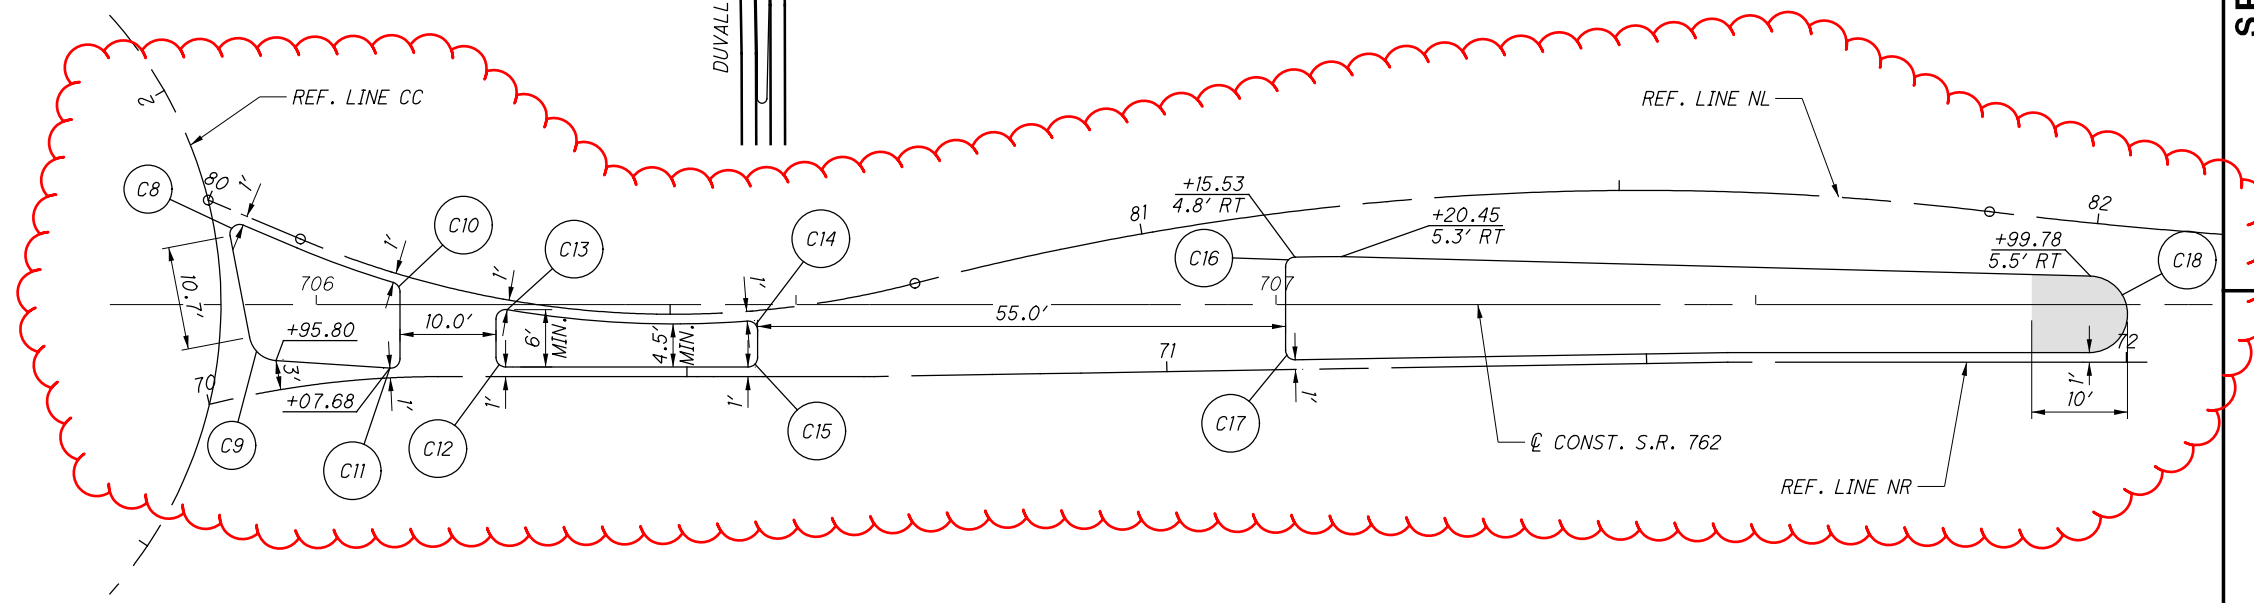 DUVALL
SE
2
REF. LINE CC
REF. LINE NL
C8
80
1'
C10
1'
C13
1'
C14
1'
+15.53
4.8' RT
81
+20.45
5.3' RT
82
C16
+99.78
5.5' RT
C18
706
707
10.7'
+95.80
10.0'
6'
MIN.
4.5'
MIN.
55.0'
71
72
3'
70
+07.68
1'
1'
1'
1'
1'
10'
C9
C11
C12
C15
C17
℄ CONST. S.R. 762
REF. LINE NR